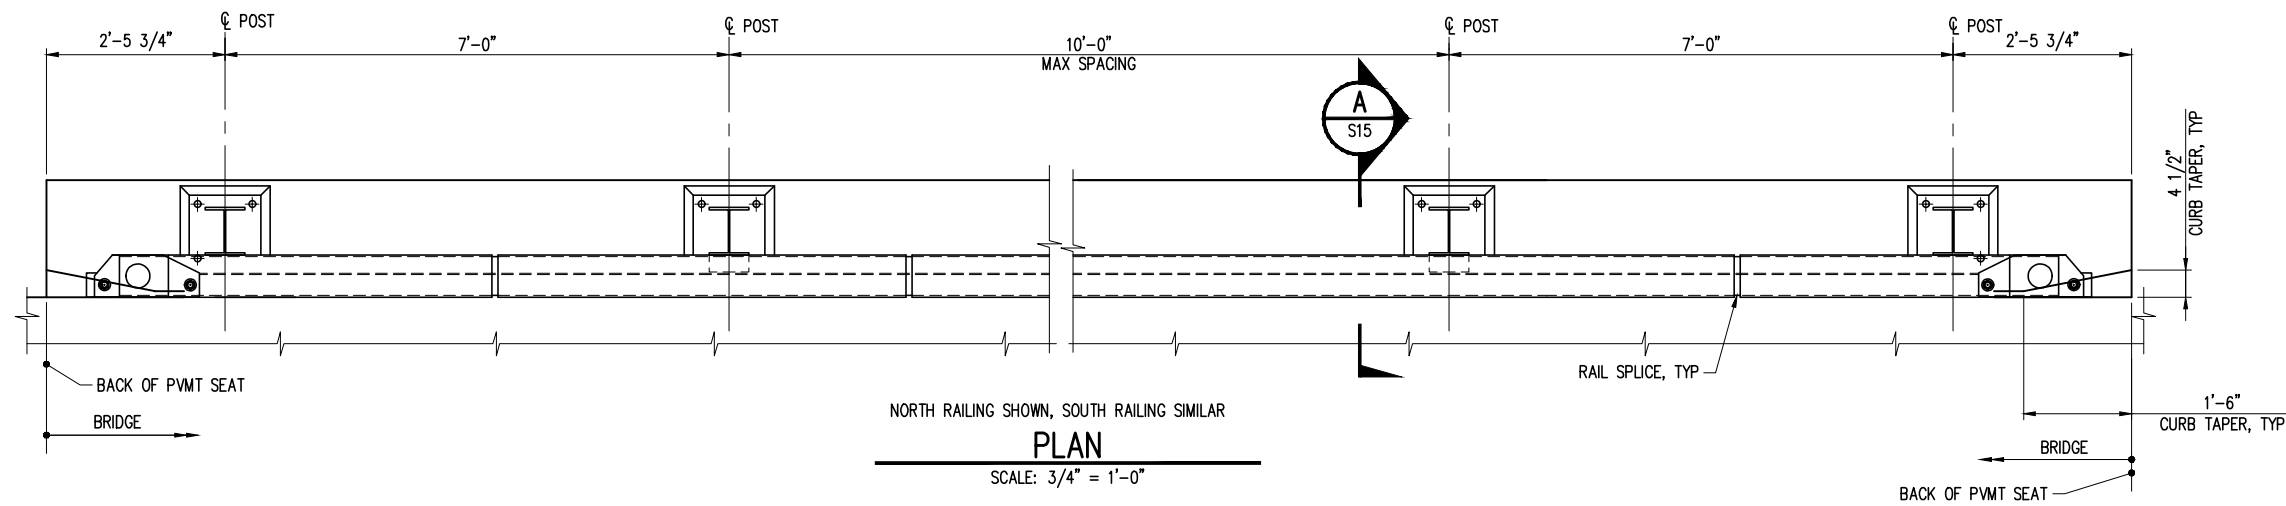 ℄ POST
℄ POST
℄ POST
℄ POST
2'-5 3/4"
7'-0"
10'-0"
MAX SPACING
7'-0"
2'-5 3/4"
A
S15
4 1/2"
CURB TAPER, TYP
RAIL SPLICE, TYP
BACK OF PVMT SEAT
BRIDGE
1'-6"
CURB TAPER, TYP
NORTH RAILING SHOWN, SOUTH RAILING SIMILAR
PLAN
SCALE: 3/4" = 1'-0"
BRIDGE
BACK OF PVMT SEAT